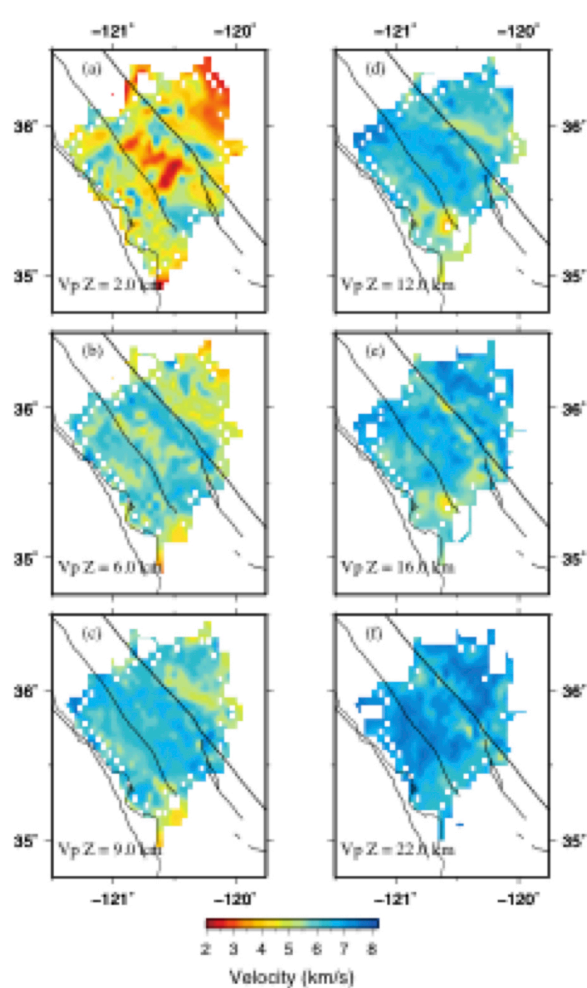 −121˚ −120˚ −121˚ −120˚
(a) (d)
36˚ 36˚
35˚ 35˚
Vp Z = 2.0 km Vp Z = 12.0 km
(b) (e)
36˚ 36˚
35˚ 35˚
Vp Z = 6.0 km Vp Z = 16.0 km
(c) (f)
36˚ 36˚
35˚ 35˚
Vp Z = 9.0 km Vp Z = 22.0 km
−121˚ −120˚ −121˚ −120˚
2 3 4 5 6 7 8
Velocity (km/s)